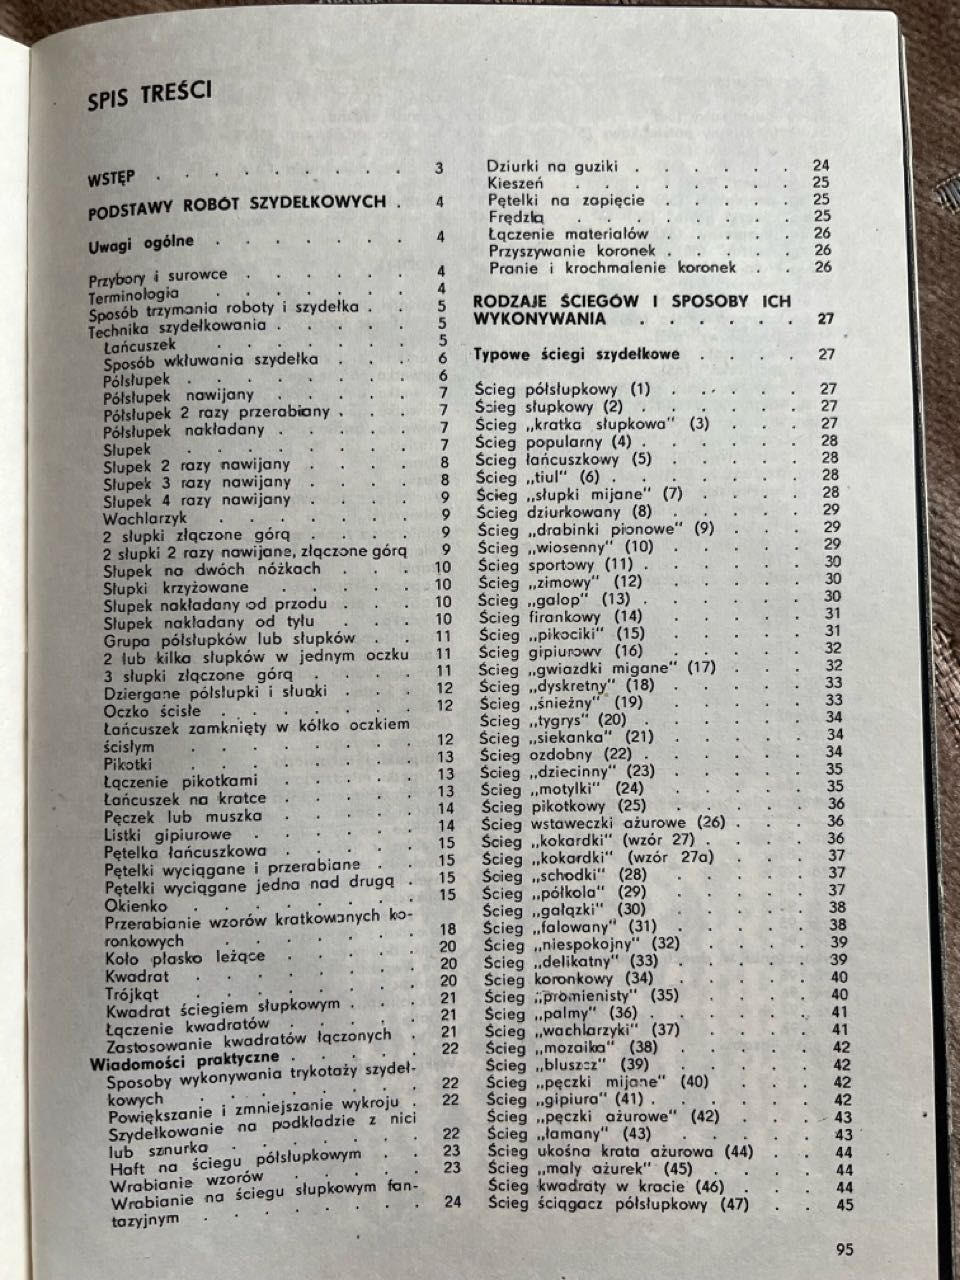 SPIS TREŚCI
WSTĘP . . . . . . . . . 3
PODSTAWY ROBÓT SZYDEŁKOWYCH . 4
Uwagi ogólne . . . . . . . 4
Przybory i surowce . . . . . . 4
Terminologia . . . . . . . 4
Sposób trzymania roboty i szydełka . . 5
Technika szydełkowania . . . . . 5
Łańcuszek . . . . . . . 5
Sposób wkłuwania szydełka . . . 6
Półsłupek . . . . . . . . 6
Półsłupek nawijany . . . . . 7
Półsłupek 2 razy przerabiany . . . 7
Półsłupek nakładany . . . . . 7
Słupek . . . . . . . . 7
Słupek 2 razy nawijany . . . . 8
Słupek 3 razy nawijany . . . . 8
Słupek 4 razy nawijany . . . . 9
Wachlarzyk . . . . . . . 9
2 słupki złączone górą . . . . 9
2 słupki 2 razy nawijane, złączone górą 9
Słupek na dwóch nóżkach . . . 10
Słupki krzyżowane . . . . . 10
Słupek nakładany od przodu . . . 10
Słupek nakładany od tyłu . . . 10
Grupa półsłupków lub słupków . . 11
2 lub kilka słupków w jednym oczku 11
3 słupki złączone górą . . . . 11
Dziergane półsłupki i słupki . . . 12
Oczko ścisłe . . . . . . . 12
Łańcuszek zamknięty w kółko oczkiem
ścisłym . . . . . . . . 12
Pikotki . . . . . . . . 13
Łączenie pikotkami . . . . . 13
Łańcuszek na kratce . . . . . 13
Pęczek lub muszka . . . . . 14
Listki gipiurowe . . . . . . 14
Pętelka łańcuszkowa . . . . . 15
Pętelki wyciągane i przerabiane . . 15
Pętelki wyciągane jedna nad drugą . 15
Okienko . . . . . . . . 15
Przerabianie wzorów kratkowanych ko-
ronkowych . . . . . . . 18
Koło płasko leżące . . . . . 20
Kwadrat . . . . . . . . 20
Trójkąt . . . . . . . . 20
Kwadrat ściegiem słupkowym . . . 21
Łączenie kwadratów . . . . . 21
Zastosowanie kwadratów łączonych . 21
Wiadomości praktyczne . . . . . 22
Sposoby wykonywania trykotaży szydeł-
kowych . . . . . . . . 22
Powiększanie i zmniejszanie wykroju . 22
Szydełkowanie na podkładzie z nici
lub sznurka . . . . . . . 22
Haft na ściegu półsłupkowym . . 23
Wrabianie wzorów . . . . . 23
Wrabianie na ściegu słupkowym fan-
tazyjnym . . . . . . . 24
Dziurki na guziki . . . . . . 24
Kieszeń . . . . . . . . 25
Pętelki na zapięcie . . . . . 25
Frędzla . . . . . . . . 25
Łączenie materiałów . . . . . 26
Przyszywanie koronek . . . . . 26
Pranie i krochmalenie koronek . . 26
RODZAJE ŚCIEGÓW I SPOSOBY ICH
WYKONYWANIA . . . . . . 27
Typowe ściegi szydełkowe . . . . 27
Ścieg półsłupkowy (1) . . . . . 27
Ścieg słupkowy (2) . . . . . . 27
Ścieg „kratka słupkowa" (3) . . . 27
Ścieg popularny (4) . . . . . . 28
Ścieg łańcuszkowy (5) . . . . . 28
Ścieg „tiul" (6) . . . . . . . 28
Ścieg „słupki mijane" (7) . . . . 28
Ścieg dziurkowany (8) . . . . . 29
Ścieg „drabinki pionowe" (9) . . . 29
Ścieg „wiosenny" (10) . . . . . 29
Ścieg sportowy (11) . . . . . . 30
Ścieg „zimowy" (12) . . . . . 30
Ścieg „galop" (13) . . . . . . 30
Ścieg firankowy (14) . . . . . 31
Ścieg „pikociki" (15) . . . . . 31
Ścieg gipiurowy (16) . . . . . 32
Ścieg „gwiazdki migane" (17) . . . 32
Ścieg „dyskretny" (18) . . . . . 33
Ścieg „śnieżny" (19) . . . . . 33
Ścieg „tygrys" (20) . . . . . . 34
Ścieg „siekanka" (21) . . . . . 34
Ścieg ozdobny (22) . . . . . . 34
Ścieg „dziecinny" (23) . . . . . 35
Ścieg „motylki" (24) . . . . . 35
Ścieg pikotkowy (25) . . . . . 36
Ścieg wstaweczki ażurowe (26) . . . 36
Ścieg „kokardki" (wzór 27) . . . . 36
Ścieg „kokardki" (wzór 27a) . . . 37
Ścieg „schodki" (28) . . . . . 37
Ścieg „półkola" (29) . . . . . 37
Ścieg „gałązki" (30) . . . . . 38
Ścieg „falowany" (31) . . . . . 38
Ścieg „niespokojny" (32) . . . . 39
Ścieg „delikatny" (33) . . . . . 39
Ścieg koronkowy (34) . . . . . 40
Ścieg „promienisty" (35) . . . . 40
Ścieg „palmy" (36) . . . . . . 41
Ścieg „wachlarzyki" (37) . . . . 41
Ścieg „mozaika" (38) . . . . . 42
Ścieg „bluszcz" (39) . . . . . 42
Ścieg „pęczki mijane" (40) . . . . 42
Ścieg „gipiura" (41) . . . . . . 42
Ścieg „pęczki ażurowe" (42) . . . 43
Ścieg „łamany" (43) . . . . . 43
Ścieg ukośna krata ażurowa (44) . . 44
Ścieg „mały ażurek" (45) . . . . 44
Ścieg kwadraty w kracie (46) . . . 44
Ścieg ściągacz półsłupkowy (47) . . 45
95